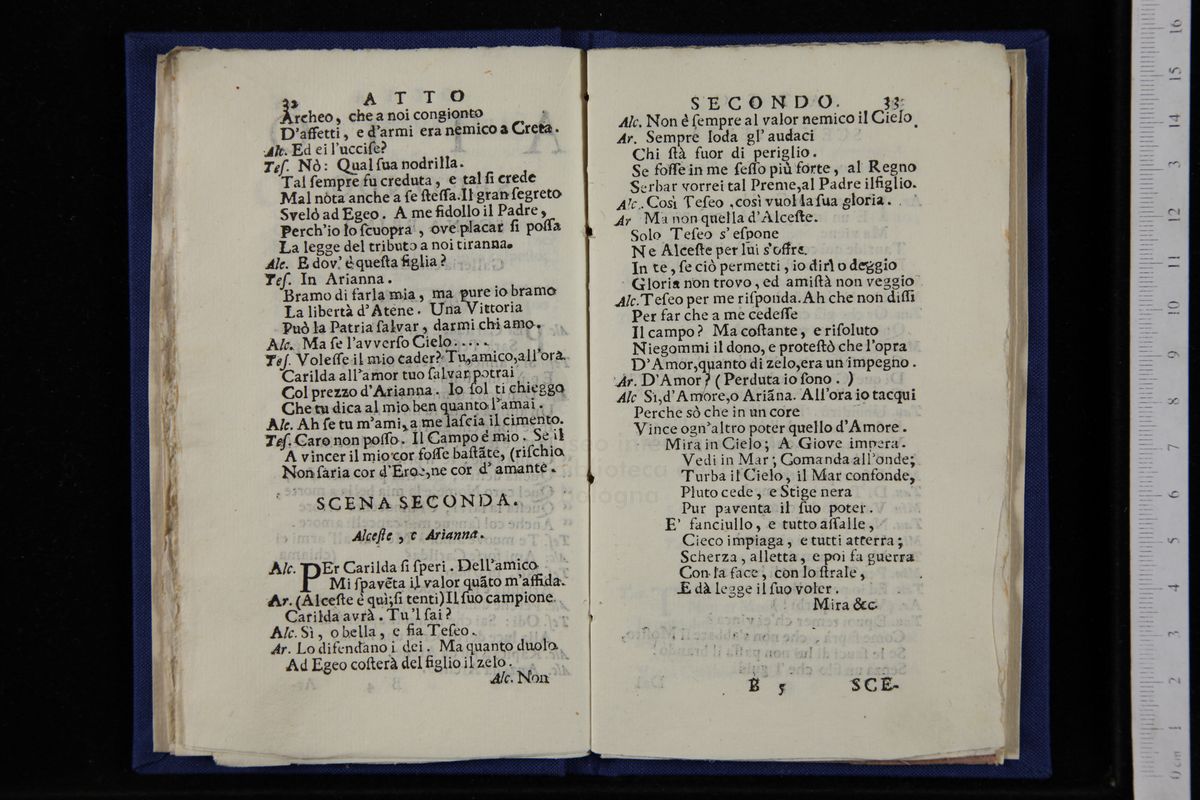 32 ATTO
Archeo, che a noi congionto
D'affetti, e d'armi era nemico a Creta.
Alc. Ed ei l'uccise?
Tes. Nò: Qual sua nodrilla.
Tal sempre fu creduta, e tal si crede
Mal nòta anche a se stessa. Il gran segreto
Svelò ad Egeo. A me fidollo il Padre,
Perch'io lo scuopra, ove placar si possa
La legge del tributo a noi tiranna.
Alc. E dov' è questa figlia?
Tes. In Arianna.
Bramo di farla mia, ma pure io bramo
La libertà d'Atene. Una Vittoria
Può la Patria salvar, darmi chi amo.
Alc. Ma se l'avverso Cielo.....
Tes. Volesse il mio cader? Tu, amico, all'ora
Carilda all'amor tuo salvar potrai
Col prezzo d'Arianna. Io sol ti chieggo
Che tu dica al mio ben quanto l'amai.
Alc. Ah se tu m'ami, a me lascia il cimento.
Tes. Caro non posso. Il Campo è mio. Se il
A vincer il mio cor fosse bastãte, (rischio
Non saria cor d'Eroe, ne cor d'amante.
SCENA SECONDA.
Alceste, e Arianna.
Alc. PEr Carilda si speri. Dell'amico
Mi spavẽta il valor quãto m'affida.
Ar. (Alceste è quì; si tenti) Il suo campione
Carilda avrà. Tu'l sai?
Alc. Sì, o bella, e fia Teseo.
Ar. Lo difendano i dei. Ma quanto duolo
Ad Egeo costerà del figlio il zelo.
Alc. Non
SECONDO. 33
Alc. Non è sempre al valor nemico il Cielo.
Ar. Sempre loda gl' audaci
Chi stà fuor di periglio.
Se fosse in me sesso più forte, al Regno
Serbar vorrei tal Preme, al Padre il figlio.
Alc. Così Teseo, così vuol la sua gloria.
Ar Ma non quella d'Alceste.
Solo Teseo s' espone
Ne Alceste per lui s'offre.
In te, se ciò permetti, io dirlo deggio
Gloria non trovo, ed amistà non veggio
Alc. Teseo per me risponda. Ah che non dissi
Per far che a me cedesse
Il campo? Ma costante, e risoluto
Niegommi il dono, e protestò che l'opra
D'Amor, quanto di zelo, era un impegno.
Ar. D'Amor? (Perduta io sono.)
Alc Sì, d'Amore, o Ariãna. All'ora io tacqui
Perche sò che in un core
Vince ogn'altro poter quello d'Amore.
Mira in Cielo; A Giove impera.
Vedi in Mar; Comanda all'onde;
Turba il Cielo, il Mar confonde,
Pluto cede, e Stige nera
Pur paventa il suo poter.
E' fanciullo, e tutto assalle,
Cieco impiaga, e tutti atterra;
Scherza, alletta, e poi fa guerra
Con la face, con lo strale,
E dà legge il suo voler.
Mira &c.
B 5 SCE-